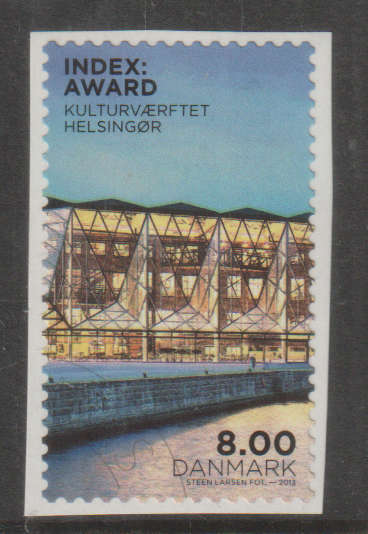 INDEX:
AWARD
KULTURVÆRFTET
HELSINGØR
8.00
DANMARK
STEEN LARSEN FOT. — 2013